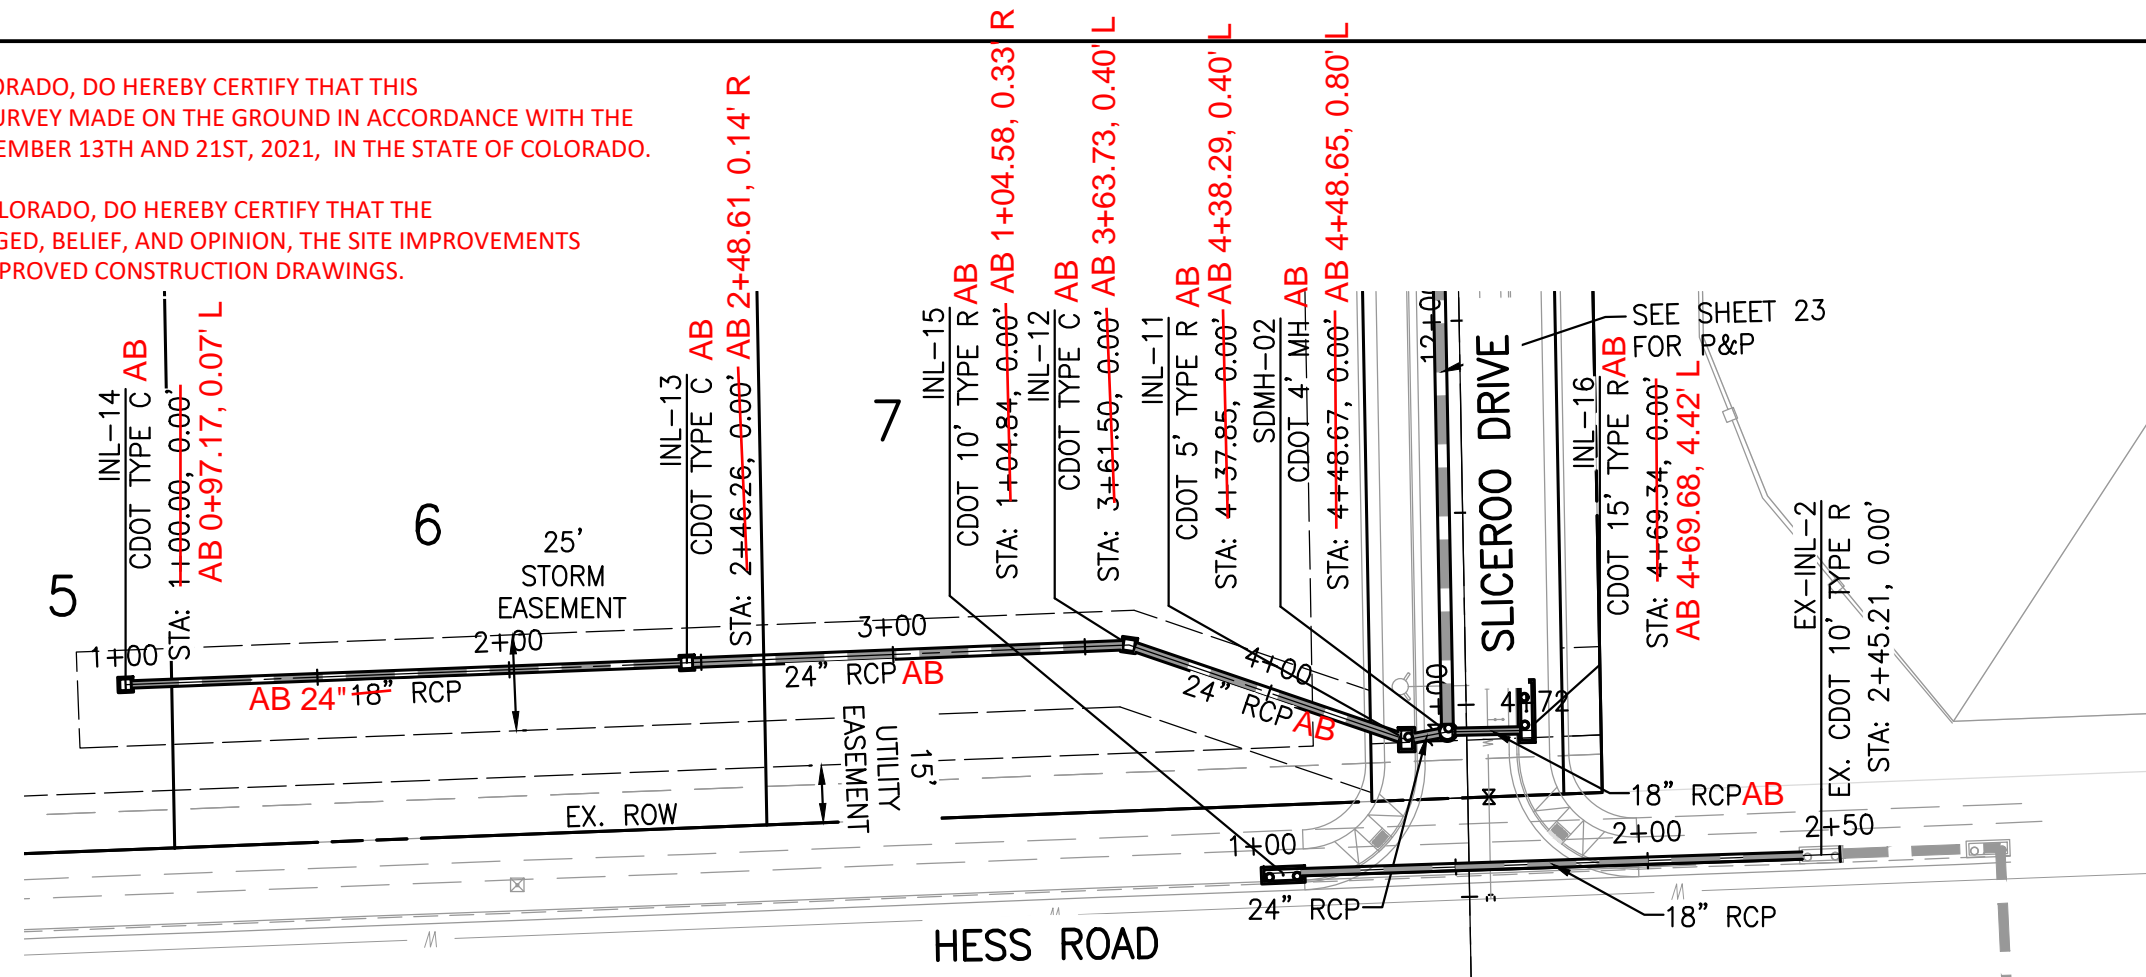 ORADO, DO HEREBY CERTIFY THAT THIS
URVEY MADE ON THE GROUND IN ACCORDANCE WITH THE
EMBER 13TH AND 21ST, 2021, IN THE STATE OF COLORADO.
LORADO, DO HEREBY CERTIFY THAT THE
GED, BELIEF, AND OPINION, THE SITE IMPROVEMENTS
PROVED CONSTRUCTION DRAWINGS.
INL-14
CDOT TYPE C AB
STA: 1+00.00, 0.00'
AB 0+97.17, 0.07' L
INL-13
CDOT TYPE C AB
STA: 2+46.26, 0.00' AB 2+48.61, 0.14' R
INL-15
CDOT 10' TYPE R AB
STA: 1+04.84, 0.00' AB 1+04.58, 0.33' R
INL-12
CDOT TYPE C AB
STA: 3+61.50, 0.00' AB 3+63.73, 0.40' L
INL-11
CDOT 5' TYPE R AB
STA: 4+37.85, 0.00' AB 4+38.29, 0.40' L
SDMH-02
CDOT 4' MH AB
STA: 4+48.67, 0.00' AB 4+48.65, 0.80' L
12+00
SLICEROO DRIVE
SEE SHEET 23
FOR P&P
INL-16
CDOT 15' TYPE R AB
STA: 4+69.34, 0.00'
AB 4+69.68, 4.42' L
EX-INL-2
EX. CDOT 10' TYPE R
STA: 2+45.21, 0.00'
5
6
7
25'
STORM
EASEMENT
1+00
2+00
3+00
4+00
4+72
1+00
AB 24" 18" RCP
24" RCP AB
24" RCP AB
15'
UTILITY
EASEMENT
EX. ROW
18" RCP AB
1+00
2+00
2+50
24" RCP
18" RCP
HESS ROAD